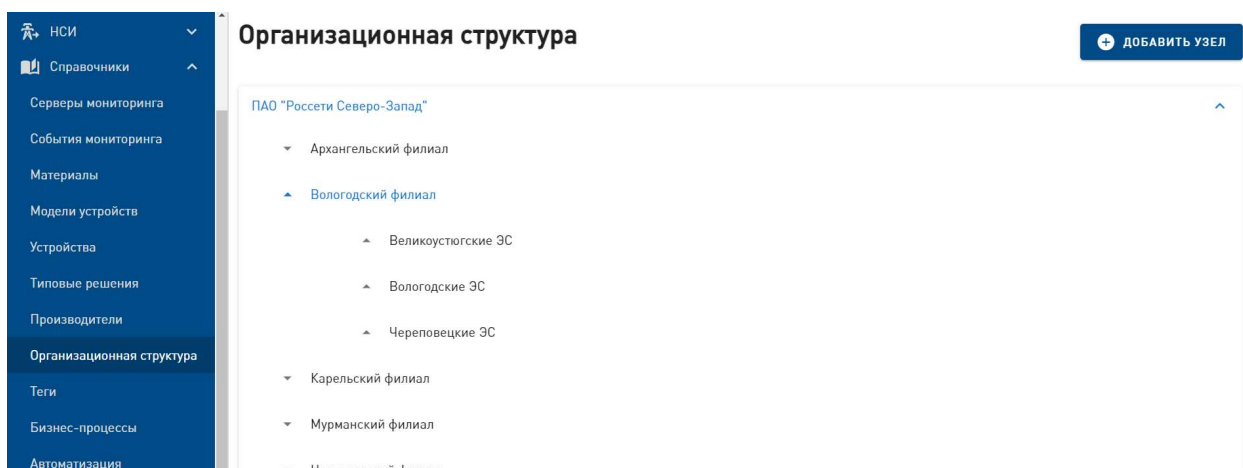 НСИ
Справочники
Серверы мониторинга
События мониторинга
Материалы
Модели устройств
Устройства
Типовые решения
Производители
Организационная структура
Теги
Бизнес-процессы
Автоматизация
Организационная структура
ДОБАВИТЬ УЗЕЛ
ПАО "Россети Северо-Запад"
Архангельский филиал
Вологодский филиал
Великоустюгские ЭС
Вологодские ЭС
Череповецкие ЭС
Карельский филиал
Мурманский филиал